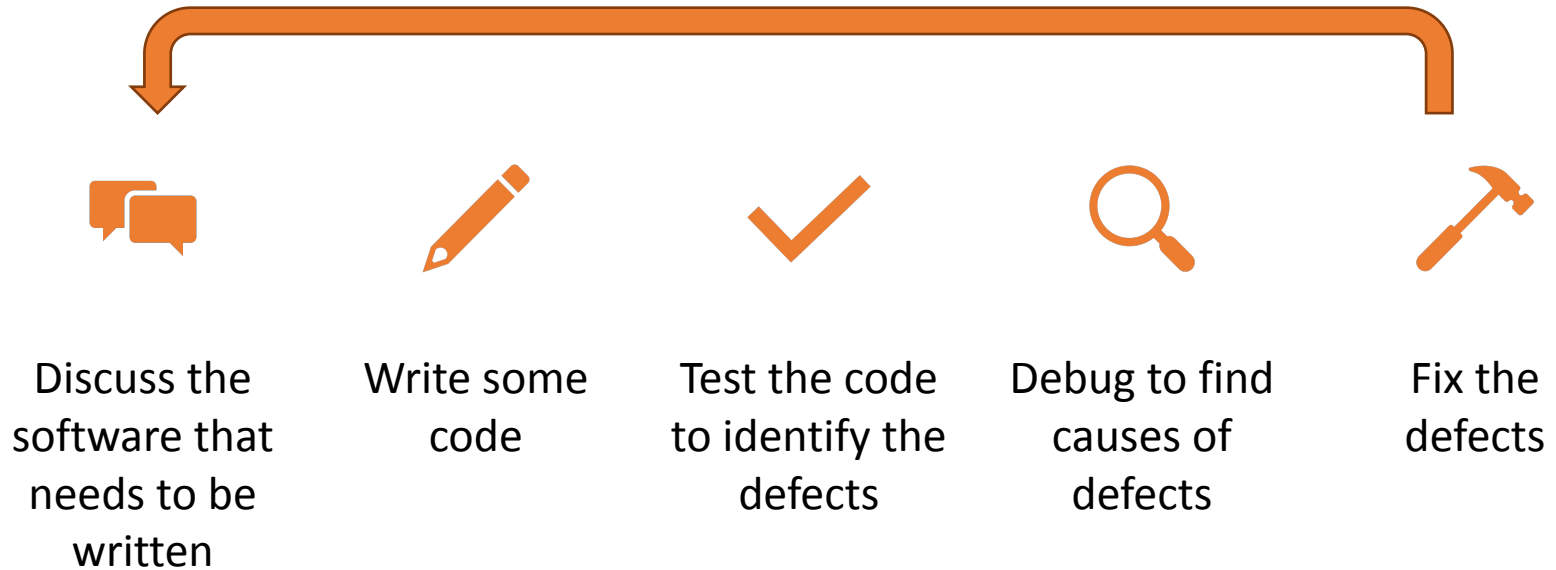 Discuss the
software that
needs to be
written
Write some
code
Test the code
to identify the
defects
Debug to find
causes of
defects
Fix the
defects